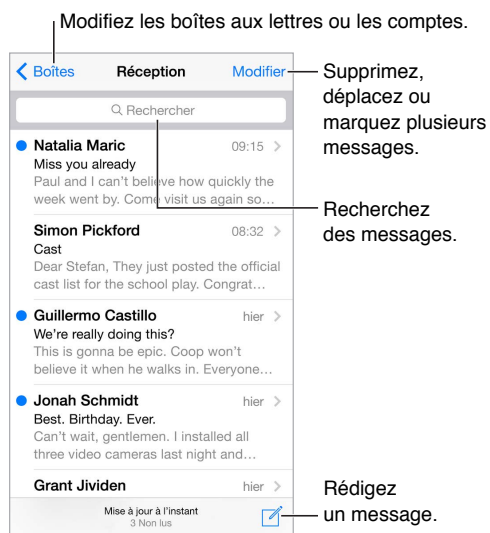 Modifiez les boîtes aux lettres ou les comptes.
Boîtes Réception Modifier
Rechercher
Supprimez,
déplacez ou
marquez plusieurs
messages.
Natalia Maric 09:15
Miss you already
Paul and I can't believe how quickly the
week went by. Come visit us again so…
Recherchez
des messages.
Simon Pickford 08:32
Cast
Dear Stefan, They just posted the official
cast list for the school play. Congrat…
Guillermo Castillo hier
We're really doing this?
This is gonna be epic. Coop won't
believe it when he walks in. Everyone…
Jonah Schmidt hier
Best. Birthday. Ever.
Can't wait, gentlemen. I installed all
three video cameras last night and…
Grant Jividen hier
Mise à jour à l'instant
3 Non lus
Rédigez
un message.